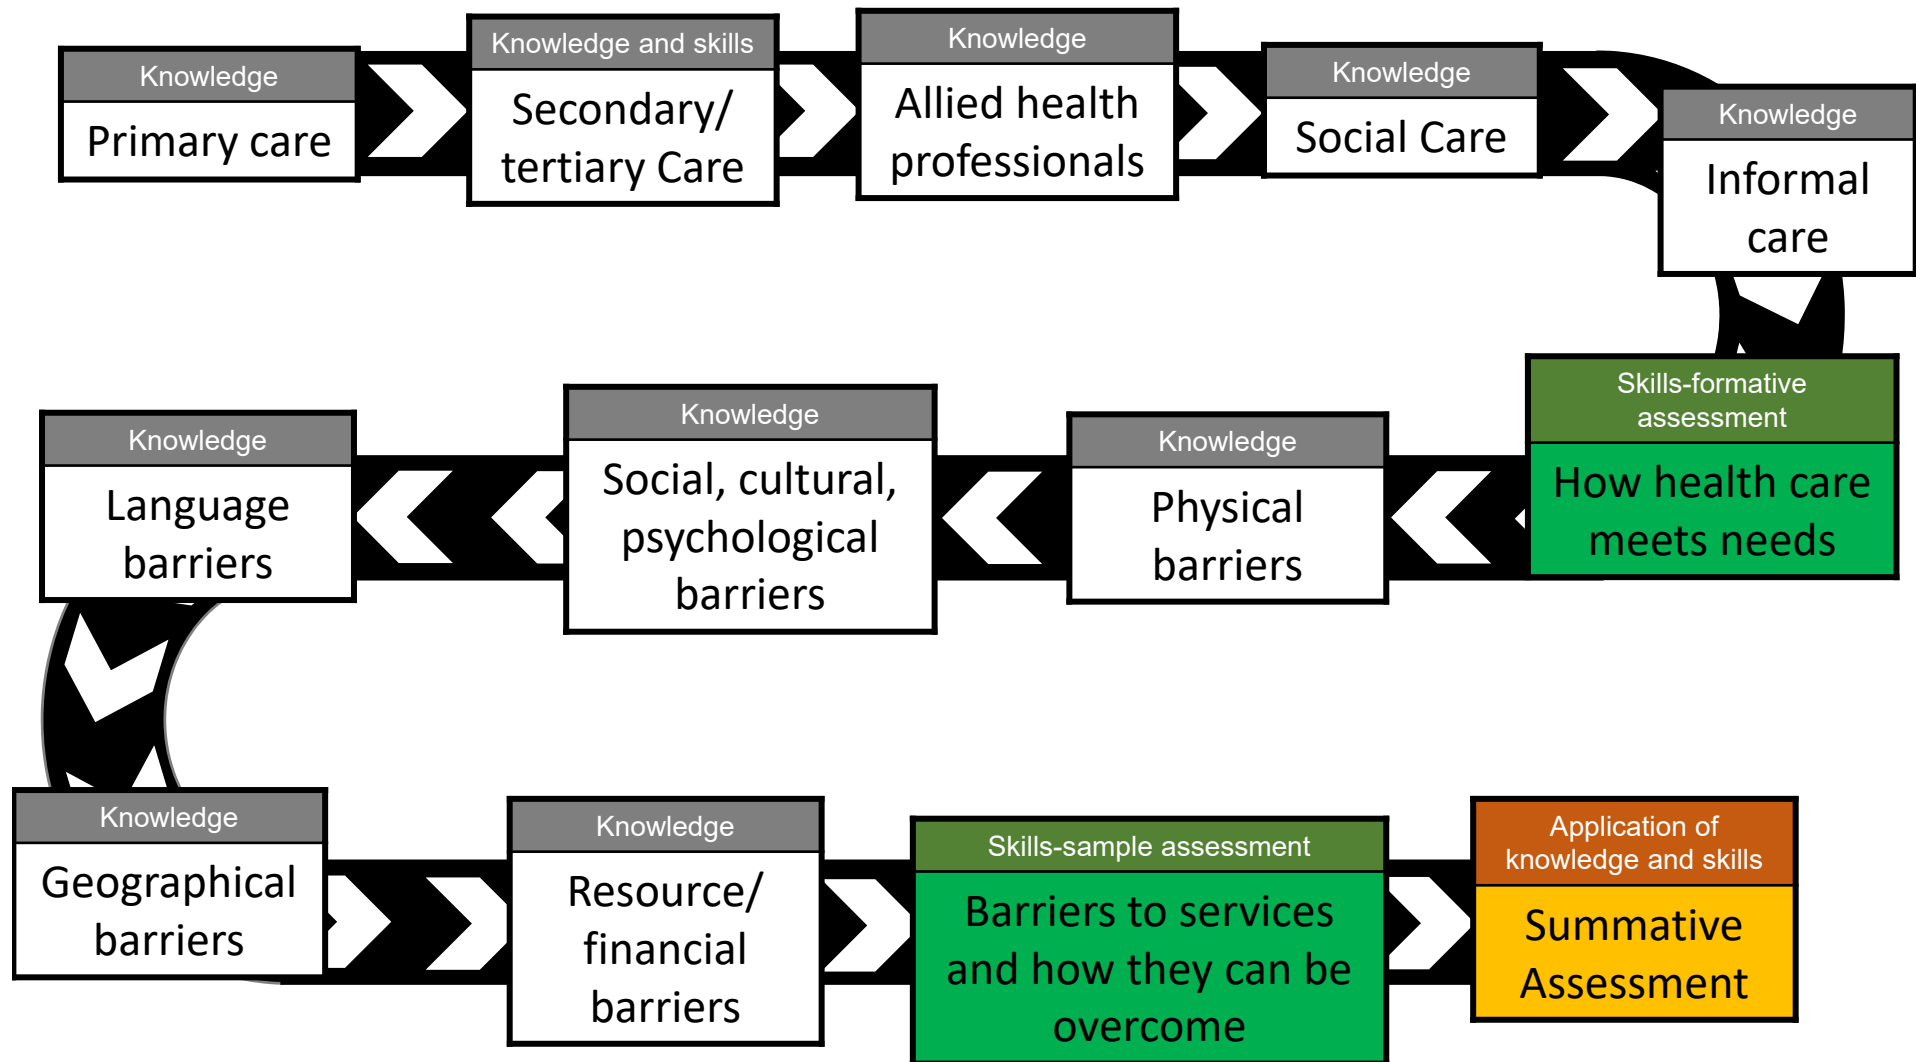 Knowledge
Primary care
Knowledge and skills
Secondary/
tertiary Care
Knowledge
Allied health
professionals
Knowledge
Social Care
Knowledge
Informal
care
Skills-formative
assessment
How health care
meets needs
Knowledge
Physical
barriers
Knowledge
Social, cultural,
psychological
barriers
Knowledge
Language
barriers
Knowledge
Geographical
barriers
Knowledge
Resource/
financial
barriers
Skills-sample assessment
Barriers to services
and how they can be
overcome
Application of
knowledge and skills
Summative
Assessment